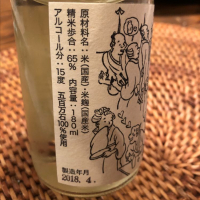 原材料名：米（国産）・米麹（国産米）
精米歩合：65％　内容量：180ml
アルコール分：15度　五百万石100％使用
製造年月
2018. 4.